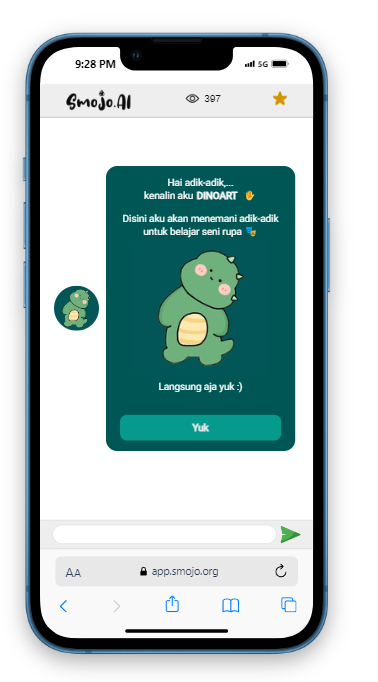 9:28 PM 5G
Smojo.AI 397
Hai adik-adik,...
kenalin aku DINOART ✋
Disini aku akan menemani adik-adik
untuk belajar seni rupa 🎭
Langsung aja yuk :)
Yuk
AA app.smojo.org